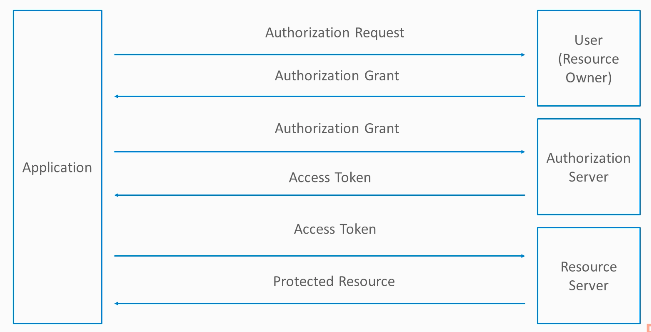 Authorization Request
User
(Resource
Owner)
Authorization Grant
Authorization Grant
Application
Authorization
Server
Access Token
Access Token
Resource
Server
Protected Resource